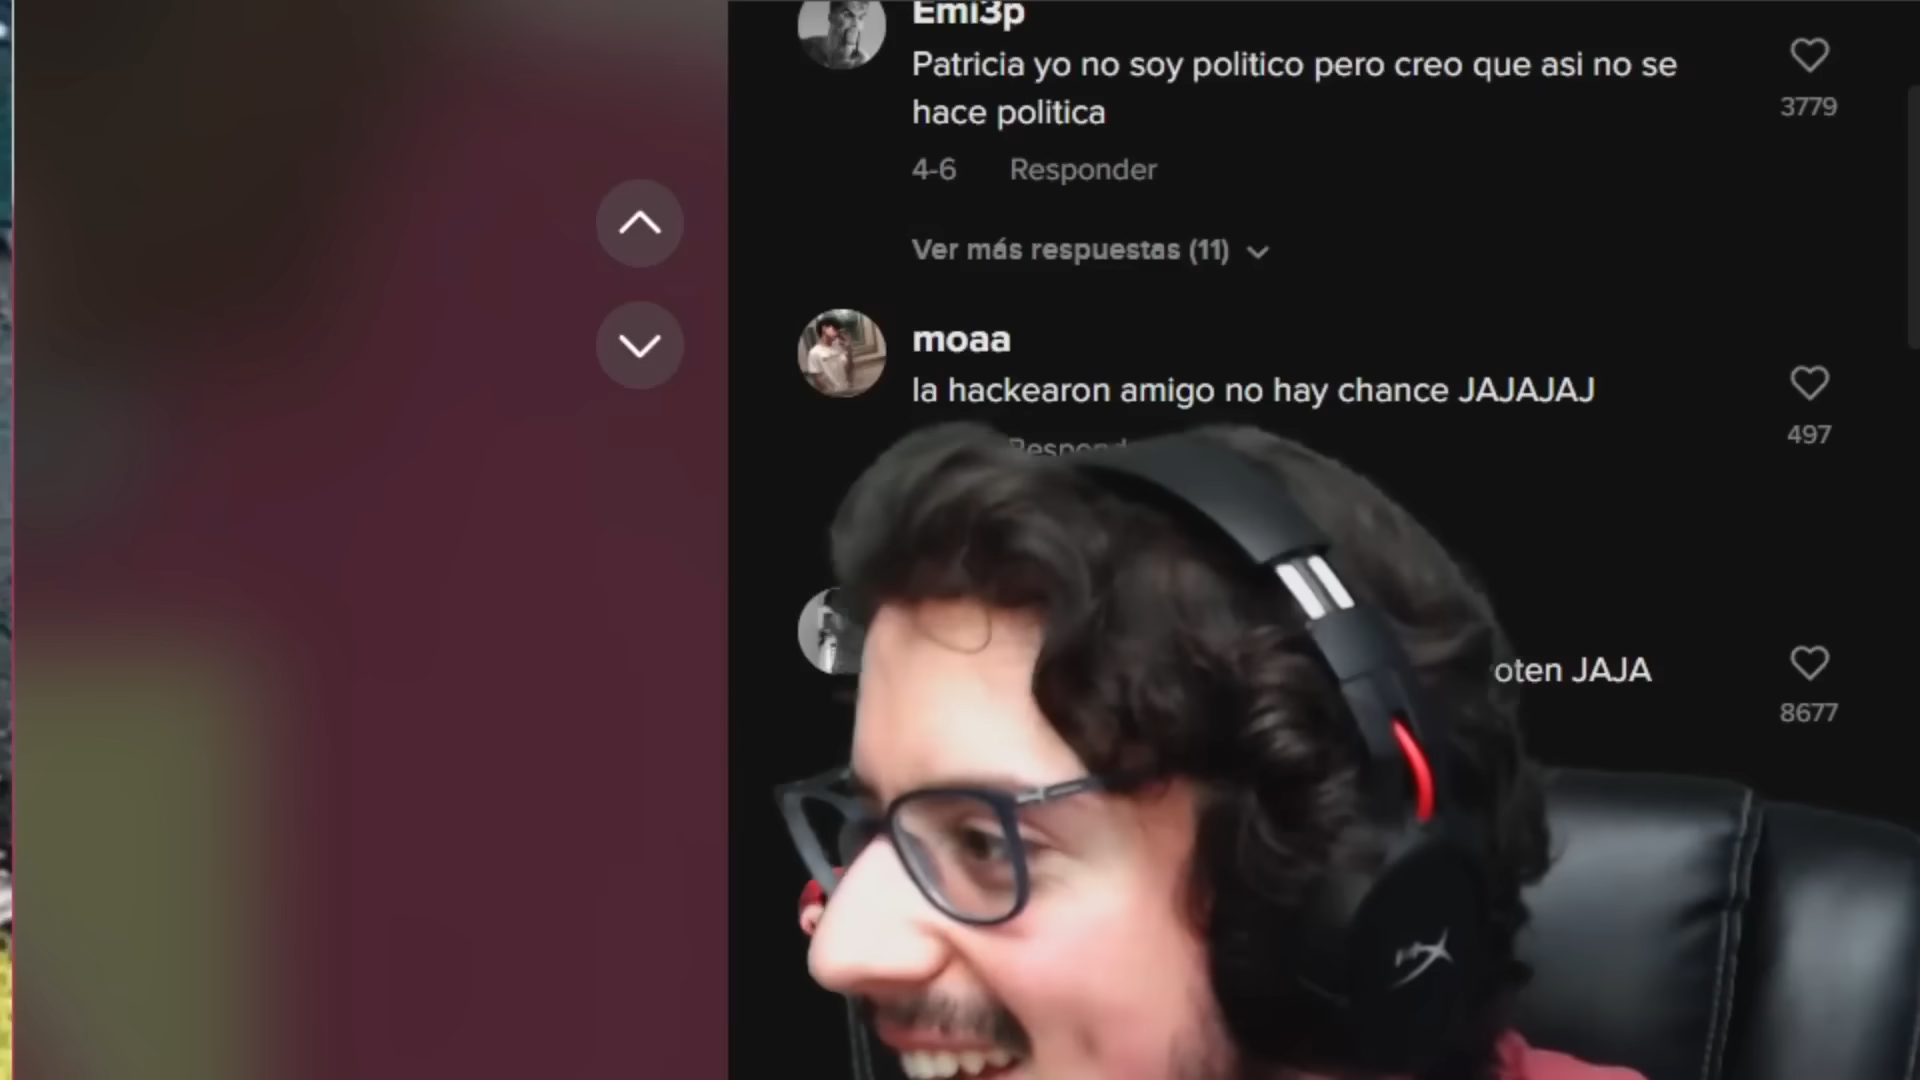 Emi3p
Patricia yo no soy politico pero creo que asi no se
hace politica
3779
4-6 Responder
Ver más respuestas (11)
moaa
la hackearon amigo no hay chance JAJAJAJ
497
oten JAJA
8677